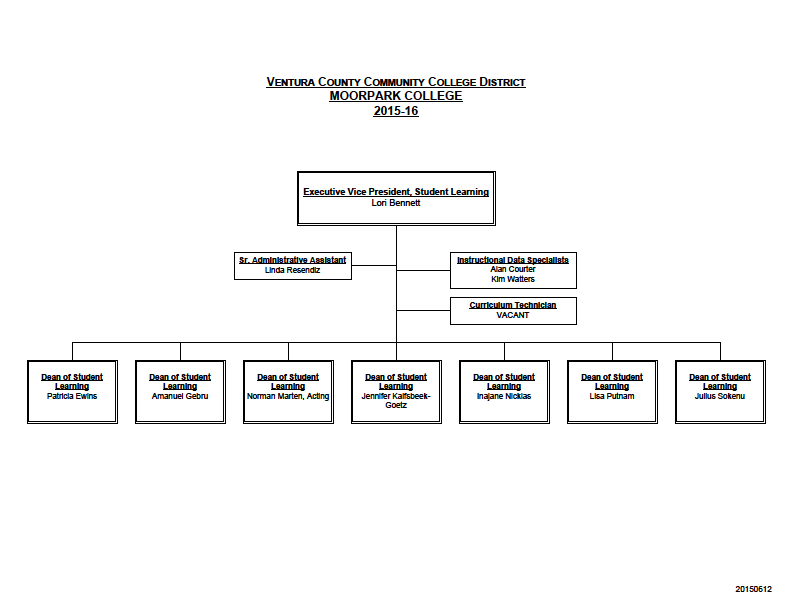 VENTURA COUNTY COMMUNITY COLLEGE DISTRICT
MOORPARK COLLEGE
2015-16
Executive Vice President, Student Learning
Lori Bennett
Sr. Administrative Assistant
Linda Resendiz
Instructional Data Specialists
Alan Courter
Kim Watters
Curriculum Technician
VACANT
Dean of Student
Learning
Patricia Ewins
Dean of Student
Learning
Amanuel Gebru
Dean of Student
Learning
Norman Marten, Acting
Dean of Student
Learning
Jennifer Kalfsbeek-
Goetz
Dean of Student
Learning
Inajane Nicklas
Dean of Student
Learning
Lisa Putnam
Dean of Student
Learning
Julius Sokenu
20150612